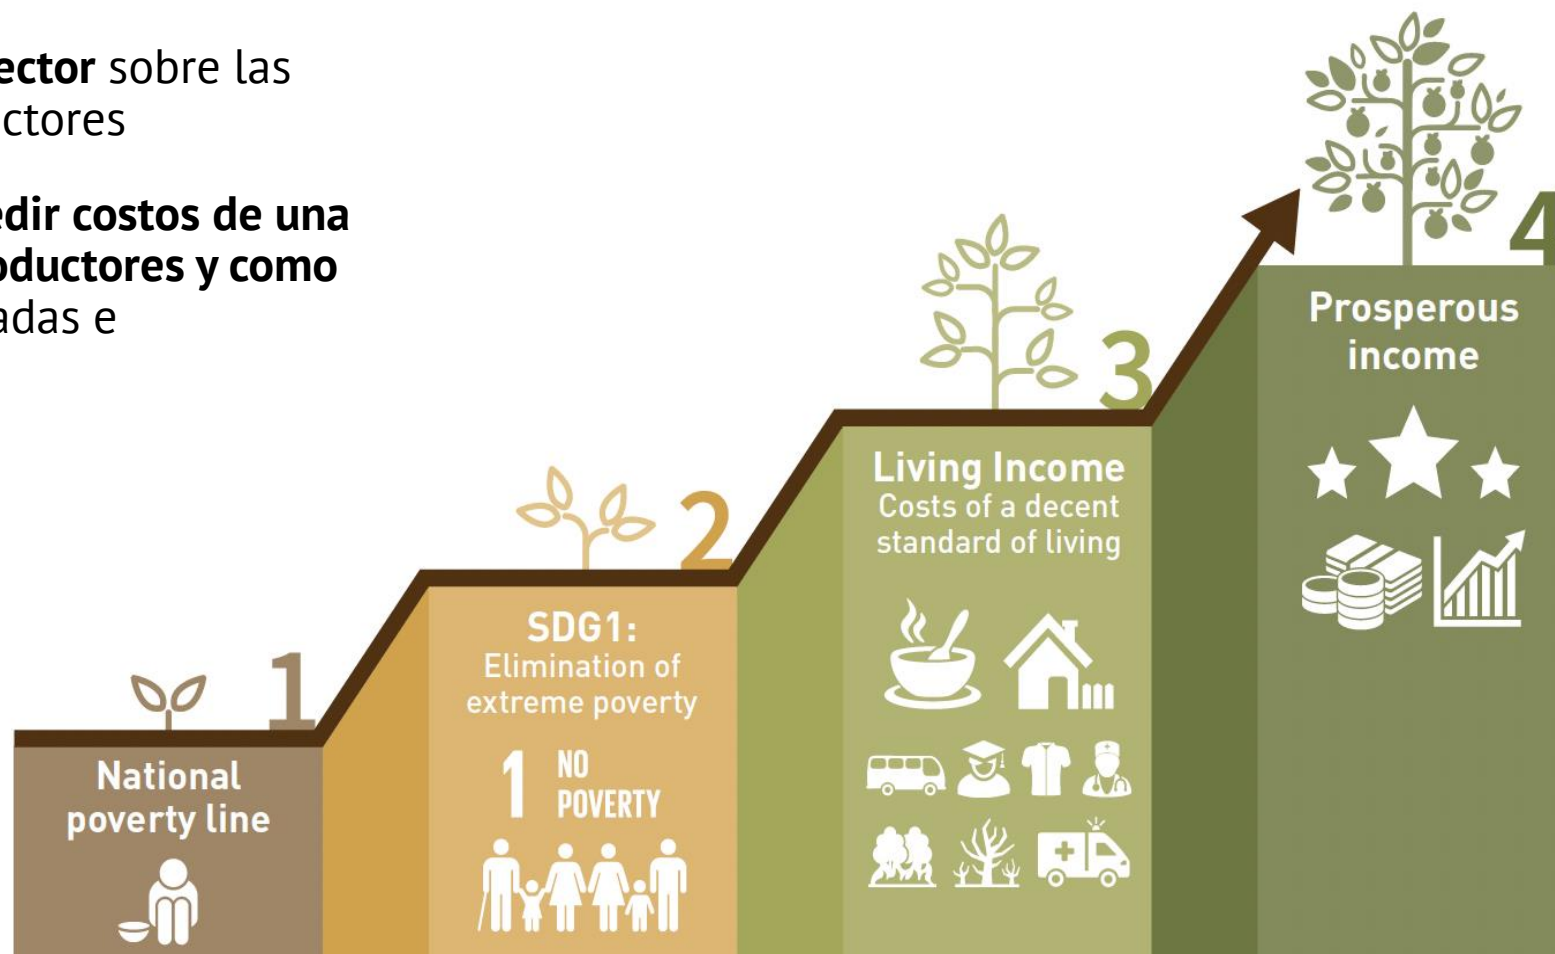 ector sobre las
ctores
edir costos de una
oductores y como
adas e
1
National
poverty line
2
SDG1:
Elimination of
extreme poverty
1 NO
POVERTY
3
Living Income
Costs of a decent
standard of living
4
Prosperous
income